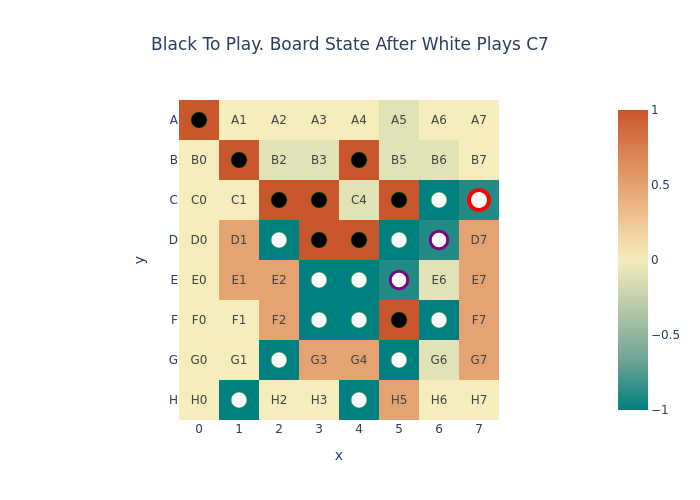 Black To Play. Board State After White Plays C7
A A1 A2 A3 A4 A5 A6 A7
B B0 B2 B3 B5 B6 B7
C C0 C1 C4
D D0 D1 D7
E E0 E1 E2 E6 E7
F F0 F1 F2 F7
G G0 G1 G3 G4 G6 G7
H H0 H2 H3 H5 H6 H7
0 1 2 3 4 5 6 7
x
y
1
0.5
0
−0.5
−1